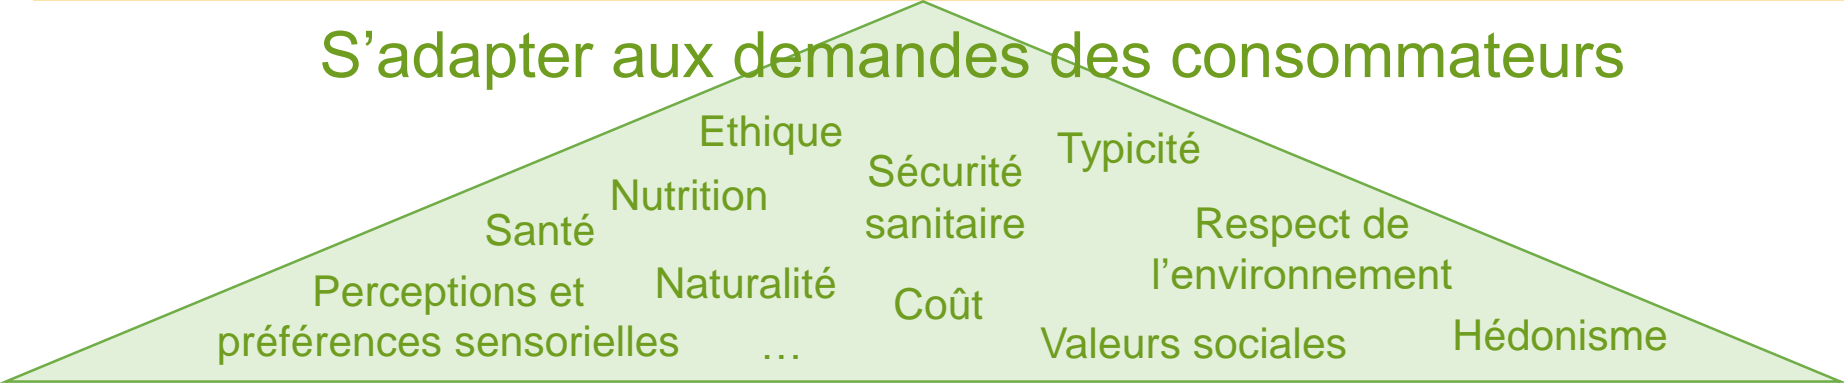 S’adapter aux demandes des consommateurs
Ethique
Typicité
Sécurité
sanitaire
Nutrition
Santé
Respect de
l’environnement
Perceptions et
préférences sensorielles
Naturalité
Coût
…
Valeurs sociales
Hédonisme